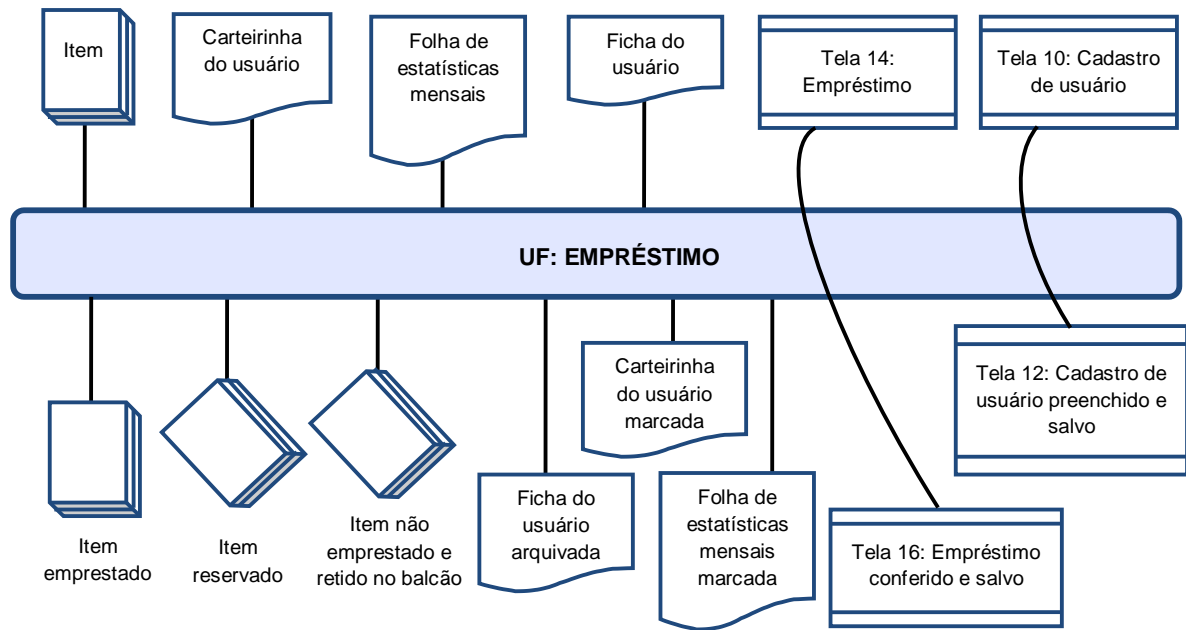 Item
Carteirinha
do usuário
Folha de
estatísticas
mensais
Ficha do
usuário
Tela 14:
Empréstimo
Tela 10: Cadastro
de usuário
UF: EMPRÉSTIMO
Item
emprestado
Item
reservado
Item não
emprestado e
retido no balcão
Ficha do
usuário
arquivada
Carteirinha
do usuário
marcada
Folha de
estatísticas
mensais
marcada
Tela 16: Empréstimo
conferido e salvo
Tela 12: Cadastro de
usuário preenchido e
salvo